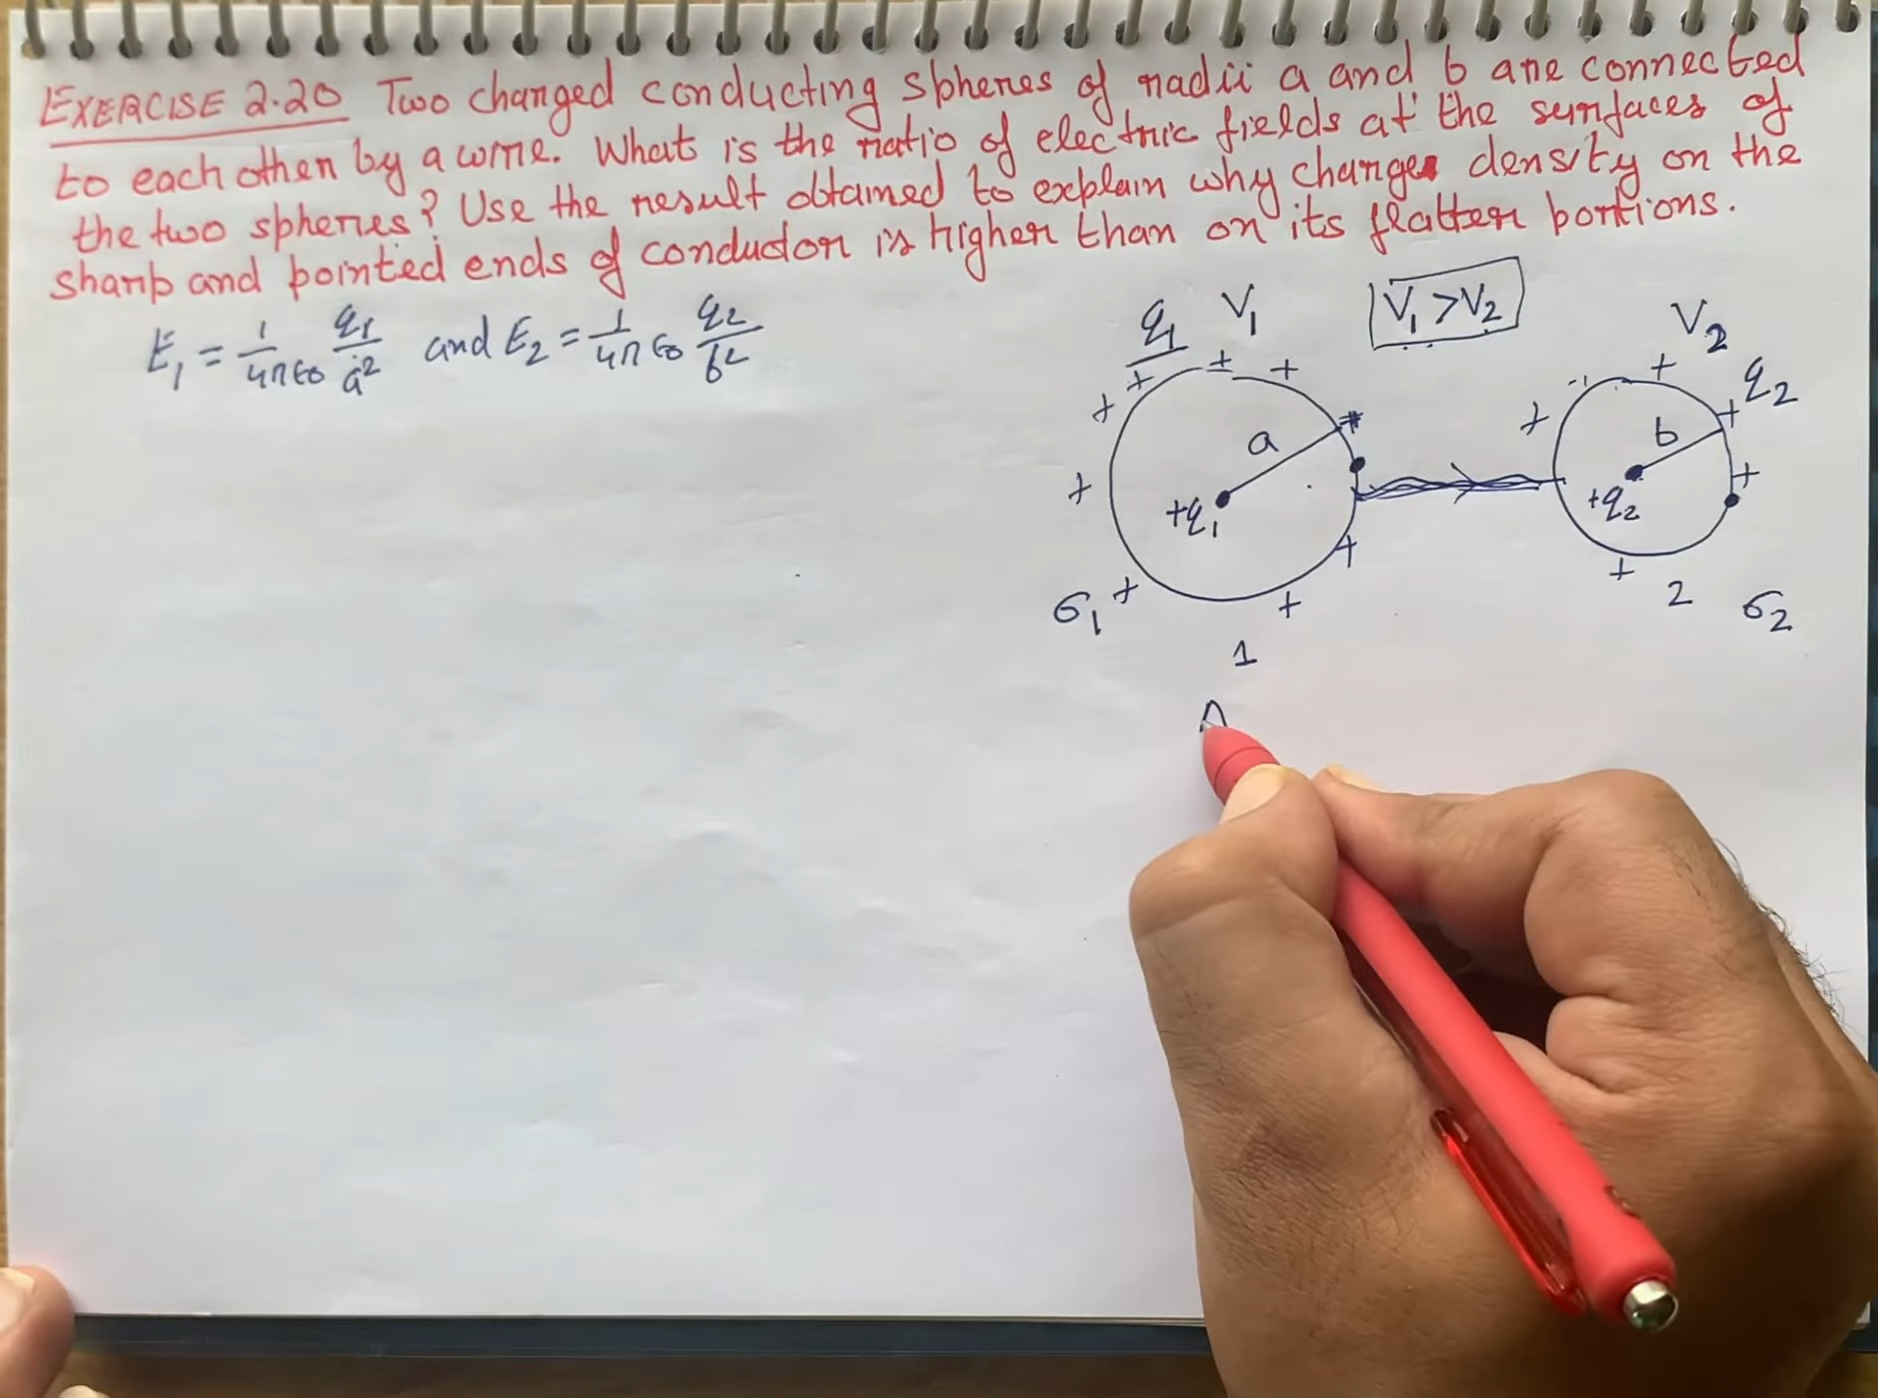 EXERCISE 2.20 Two charged conducting spheres of radii a and b are connected
to each other by a wire. What is the ratio of electric fields at the surfaces of
the two spheres? Use the result obtained to explain why charge density on the
sharp and pointed ends of conductor is higher than on its flatter portions.
E₁ = 1/4πε₀ q₁/a² and E₂ = 1/4πε₀ q₂/b²
q₁ V₁
V₁ > V₂
V₂
q₂
a
b
+q₁
+q₂
σ₁
1
2
σ₂